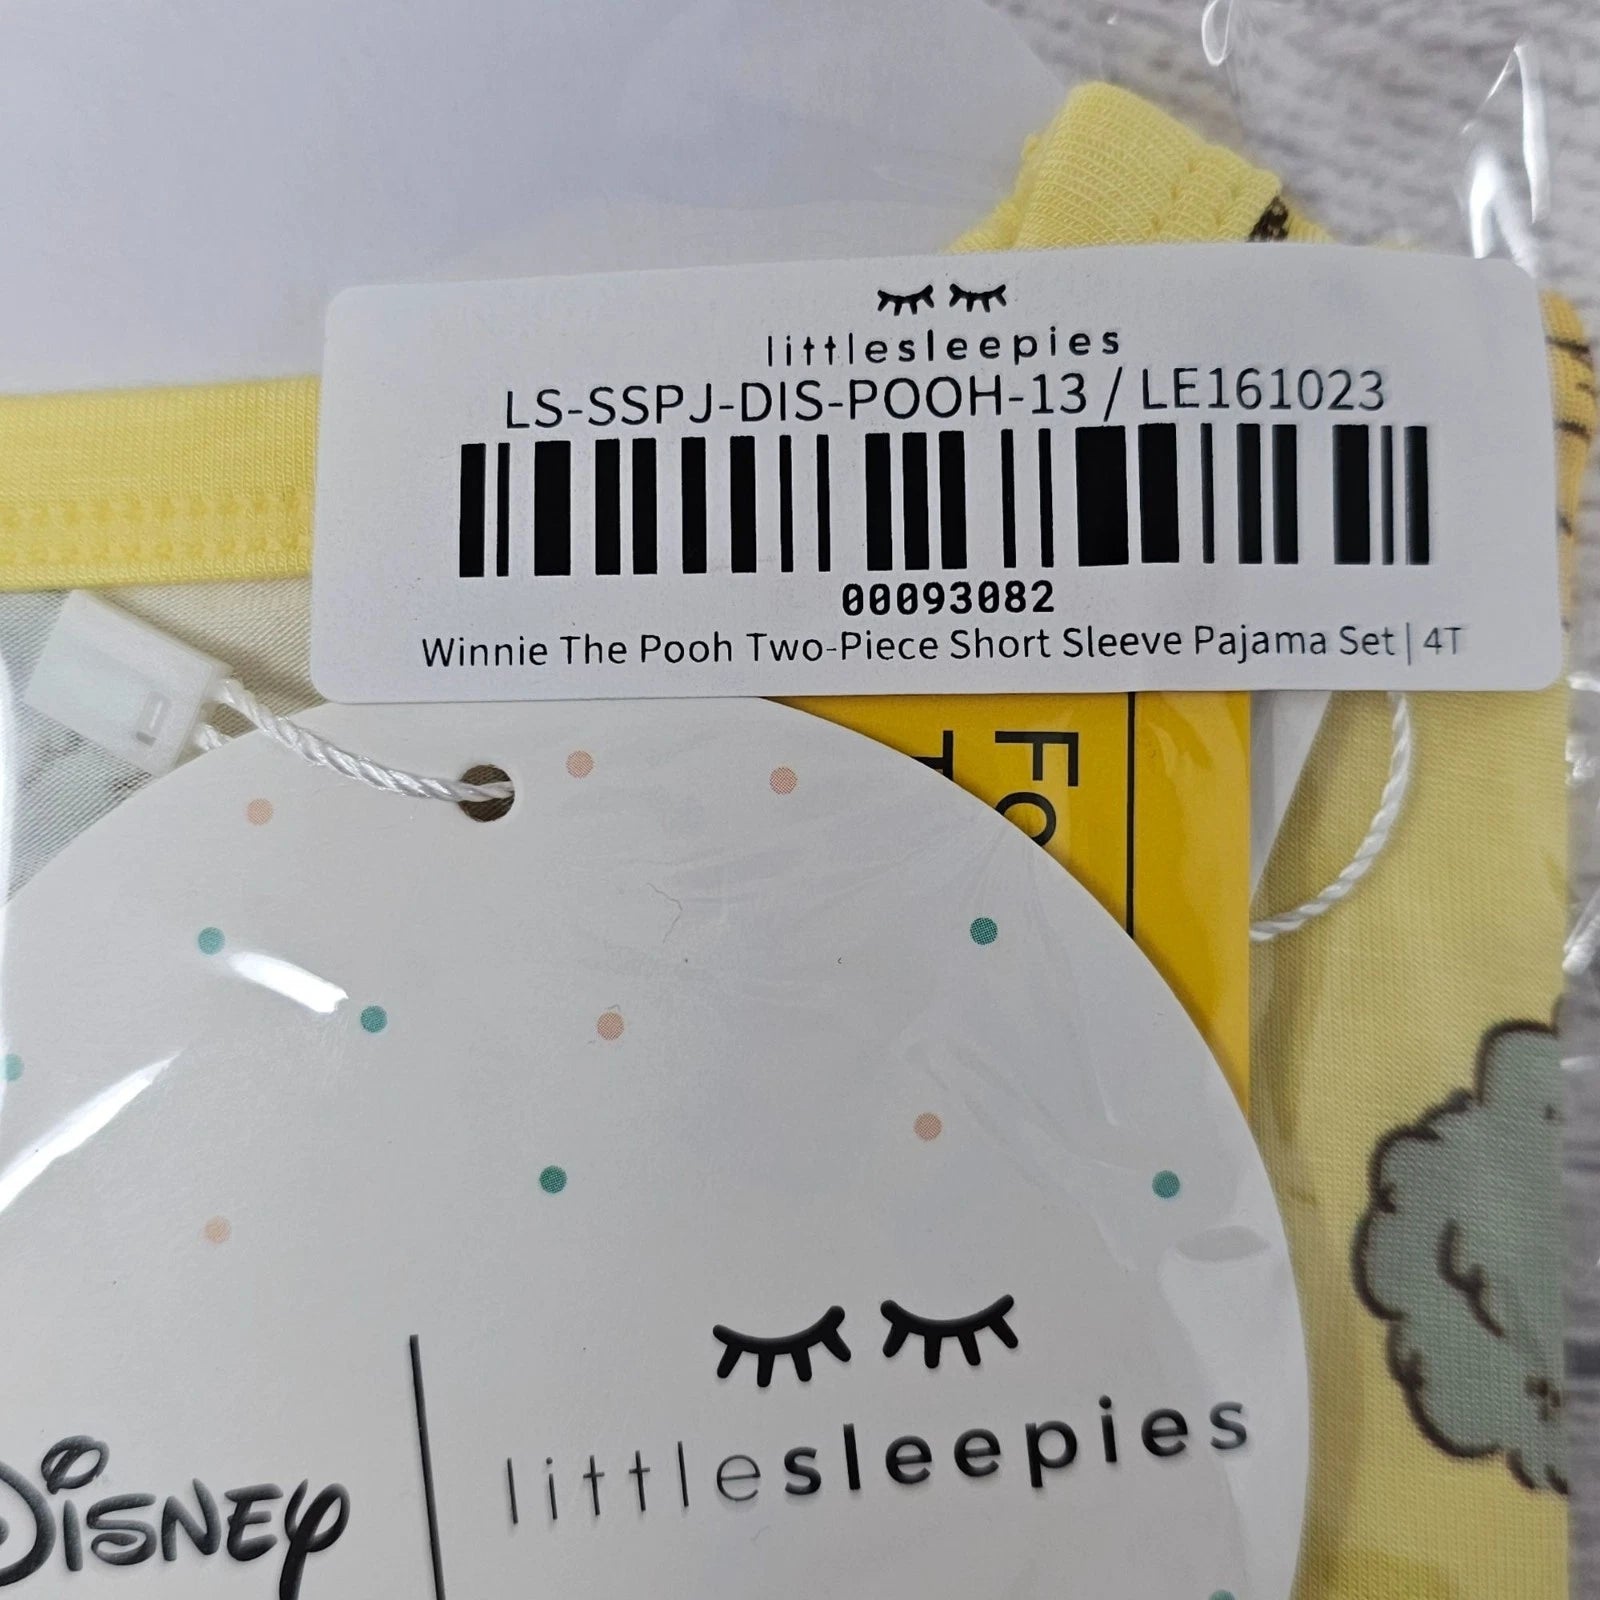 littlesleepies
LS-SSPJ-DIS-POOH-13 / LE161023
00093082
Winnie The Pooh Two-Piece Short Sleeve Pajama Set | 4T
Disney
littlesleepies